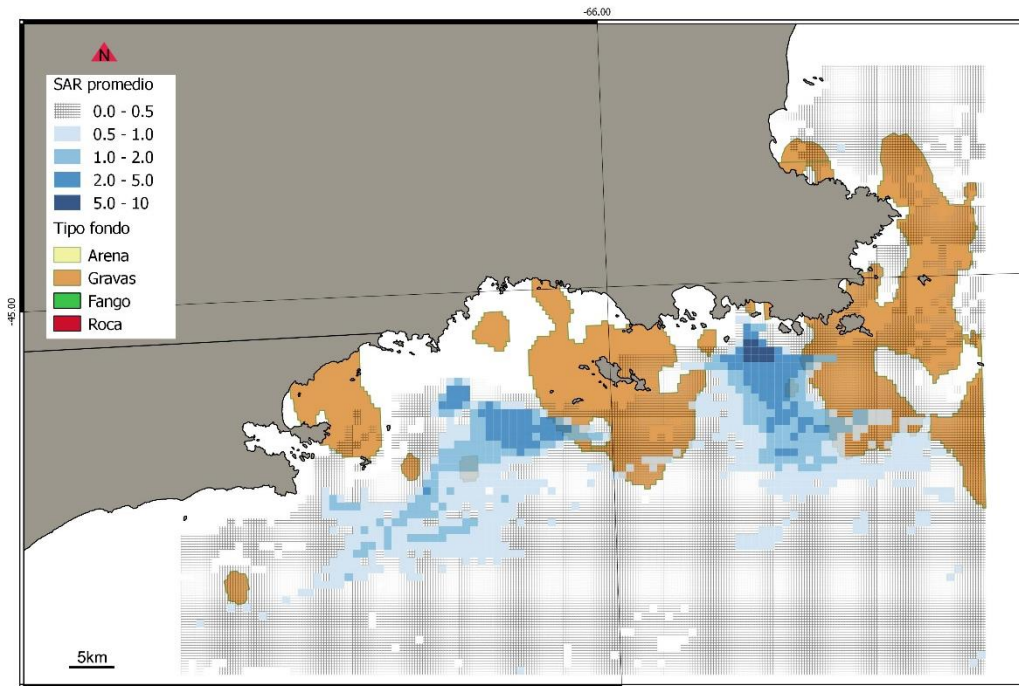 -66.00
N
SAR promedio
0.0 - 0.5
0.5 - 1.0
1.0 - 2.0
2.0 - 5.0
5.0 - 10
Tipo fondo
Arena
Gravas
Fango
Roca
-45.00
5km